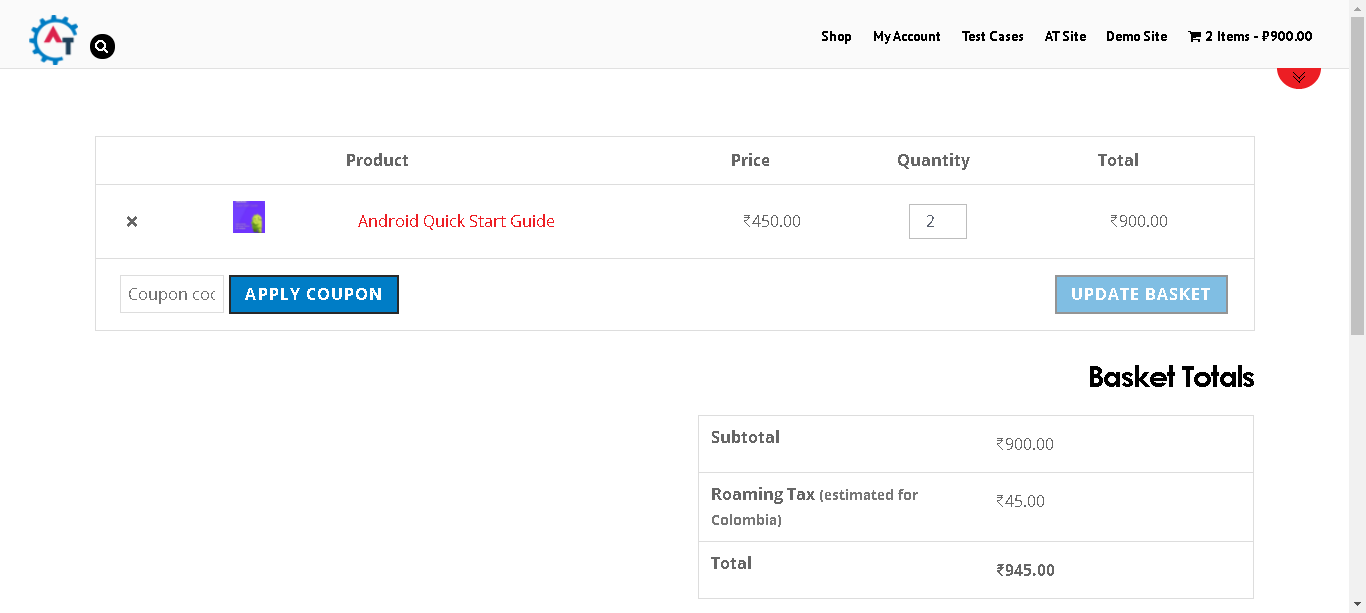 AT
Shop My Account Test Cases AT Site Demo Site 2 Items - ₹900.00
Product Price Quantity Total
× Android Quick Start Guide ₹450.00 2 ₹900.00
Coupon coc APPLY COUPON UPDATE BASKET
Basket Totals
Subtotal ₹900.00
Roaming Tax (estimated for
Colombia) ₹45.00
Total ₹945.00